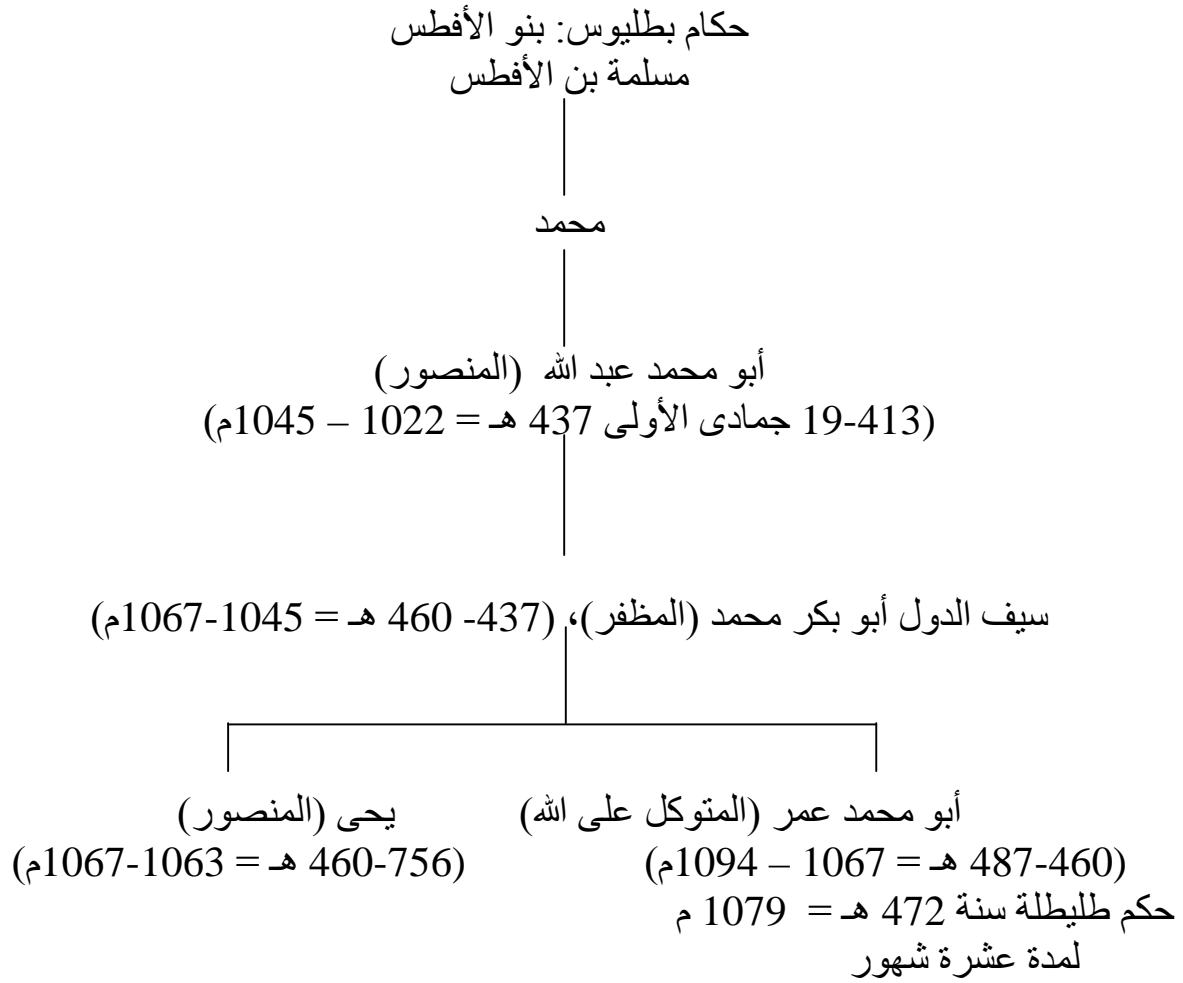 حكام بطليوس: بنو الأفطس
مسلمة بن الأفطس
محمد
أبو محمد عبد الله (المنصور)
(413-19 جمادى الأولى 437 هـ = 1022 – 1045م)
سيف الدول أبو بكر محمد (المظفر)، (437- 460 هـ = 1045-1067م)
أبو محمد عمر (المتوكل على الله)
(460-487 هـ = 1067 – 1094م)
حكم طليطلة سنة 472 هـ = 1079 م
لمدة عشرة شهور
يحى (المنصور)
(756-460 هـ = 1063-1067م)